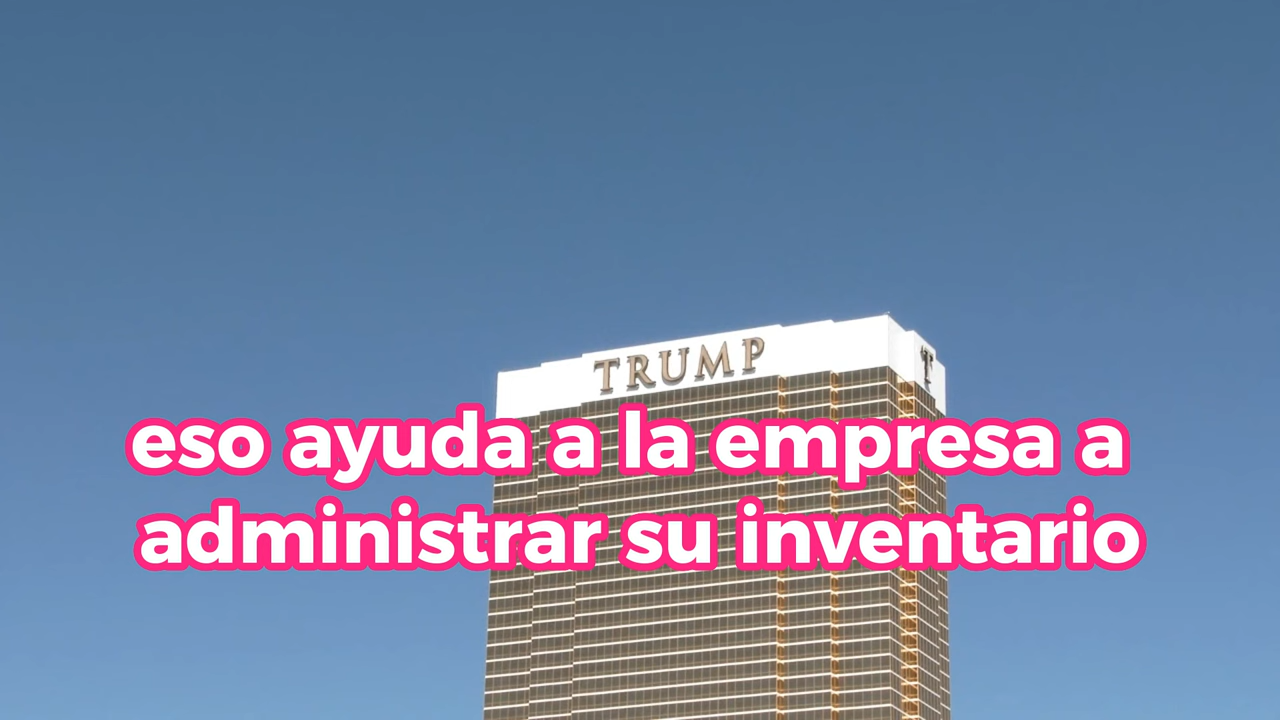 TRUMP
T
eso ayuda a la empresa a
administrar su inventario